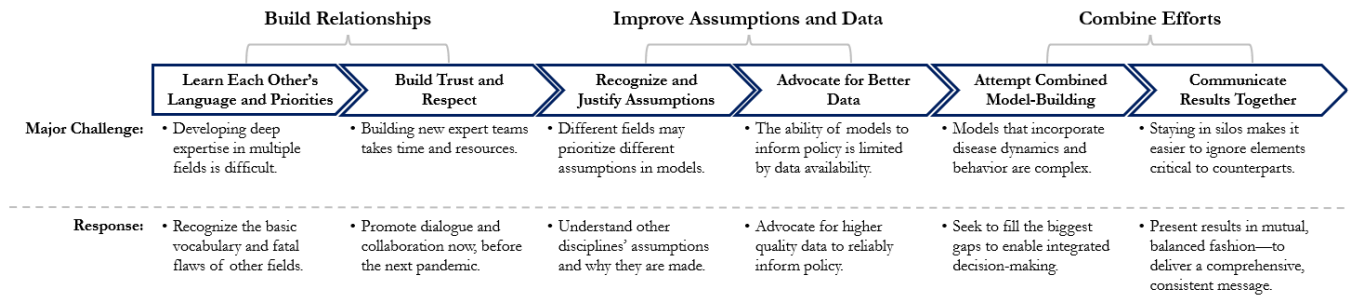 Build Relationships
Improve Assumptions and Data
Combine Efforts
Learn Each Other's
Language and Priorities
Build Trust and
Respect
Recognize and
Justify Assumptions
Advocate for Better
Data
Attempt Combined
Model-Building
Communicate
Results Together
Major Challenge:
• Developing deep
expertise in multiple
fields is difficult.
• Building new expert teams
takes time and resources.
• Different fields may
prioritize different
assumptions in models.
• The ability of models to
inform policy is limited
by data availability.
• Models that incorporate
disease dynamics and
behavior are complex.
• Staying in silos makes it
easier to ignore elements
critical to counterparts.
Response:
• Recognize the basic
vocabulary and fatal
flaws of other fields.
• Promote dialogue and
collaboration now, before
the next pandemic.
• Understand other
disciplines' assumptions
and why they are made.
• Advocate for higher
quality data to reliably
inform policy.
• Seek to fill the biggest
gaps to enable integrated
decision-making.
• Present results in mutual,
balanced fashion—to
deliver a comprehensive,
consistent message.